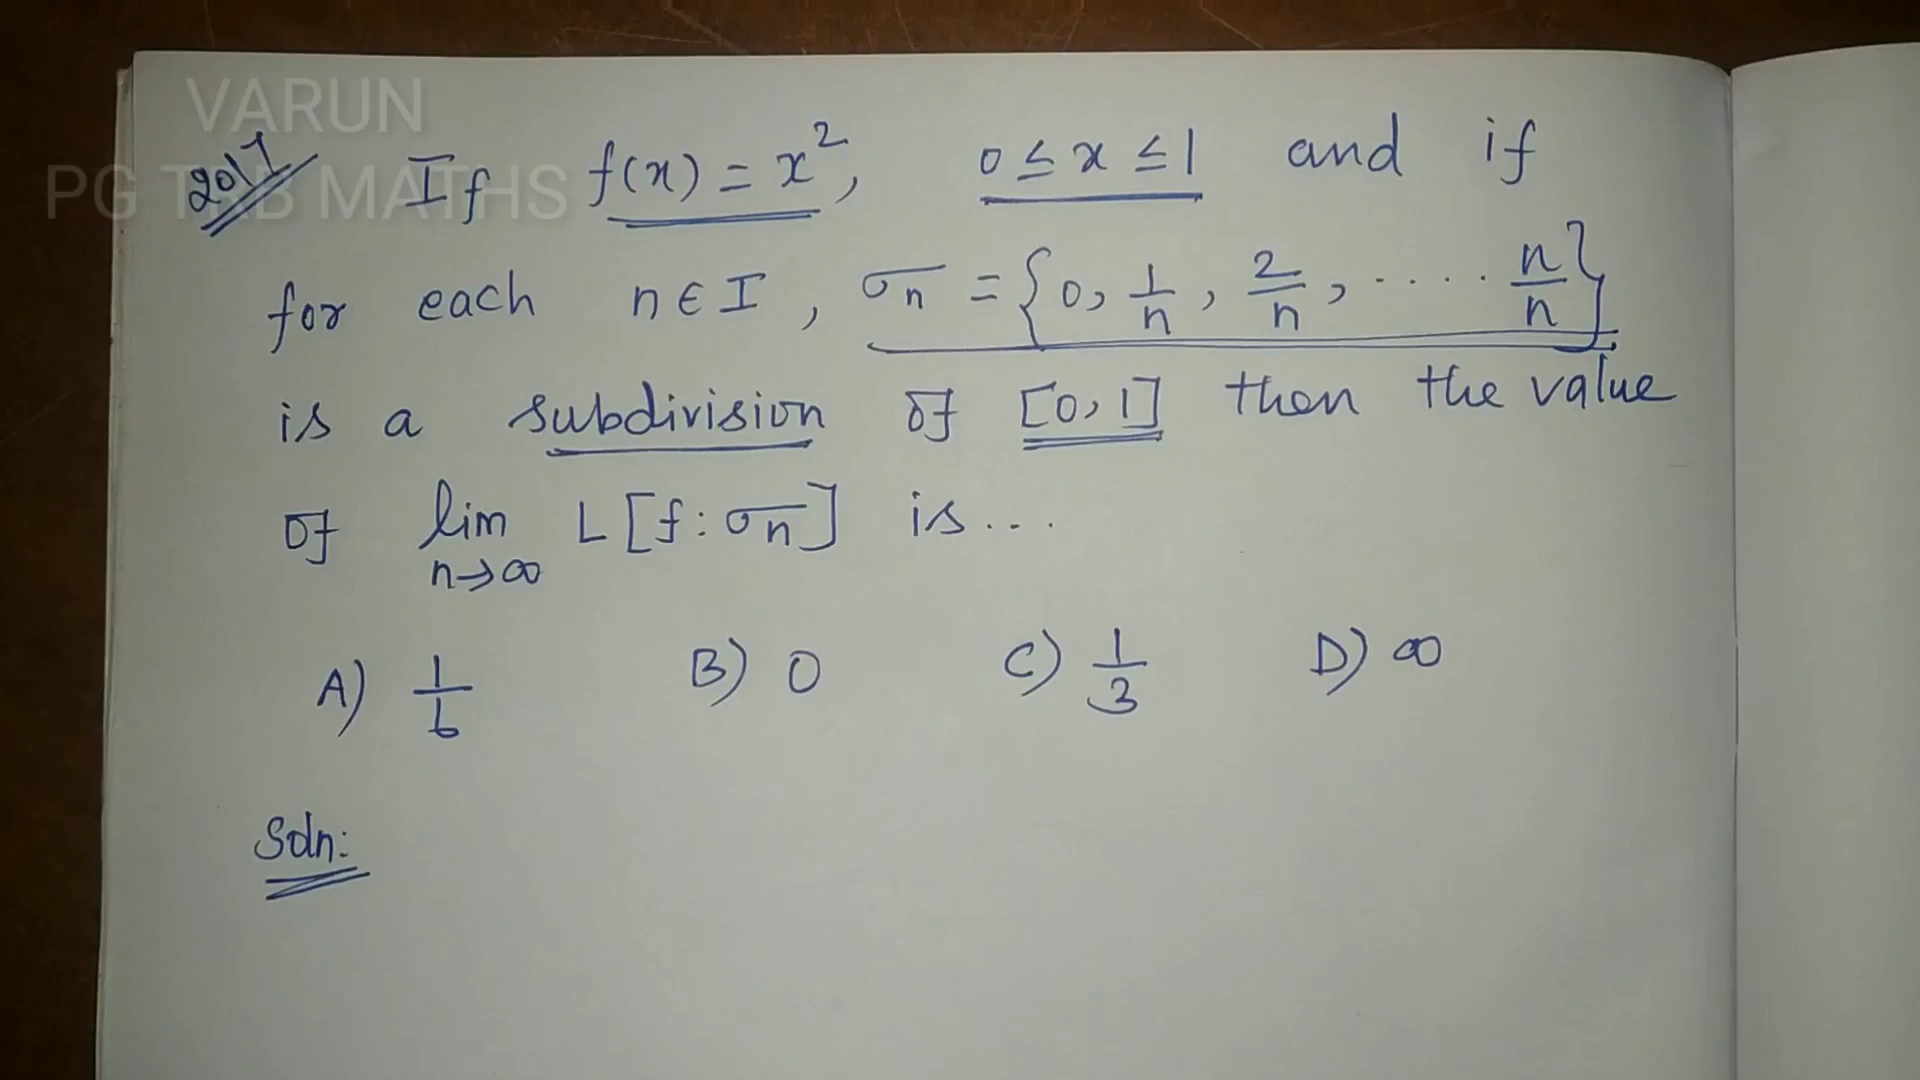 VARUN
PG TRB MATHS
2017 If f(x) = x², 0 ≤ x ≤ 1 and if
for each n ∈ I, σn = {0, 1/n, 2/n, ..... n/n}
is a subdivision of [0,1] then the value
of lim n→∞ L[f:σn] is...
A) 1/6 B) 0 C) 1/3 D) ∞
Soln: